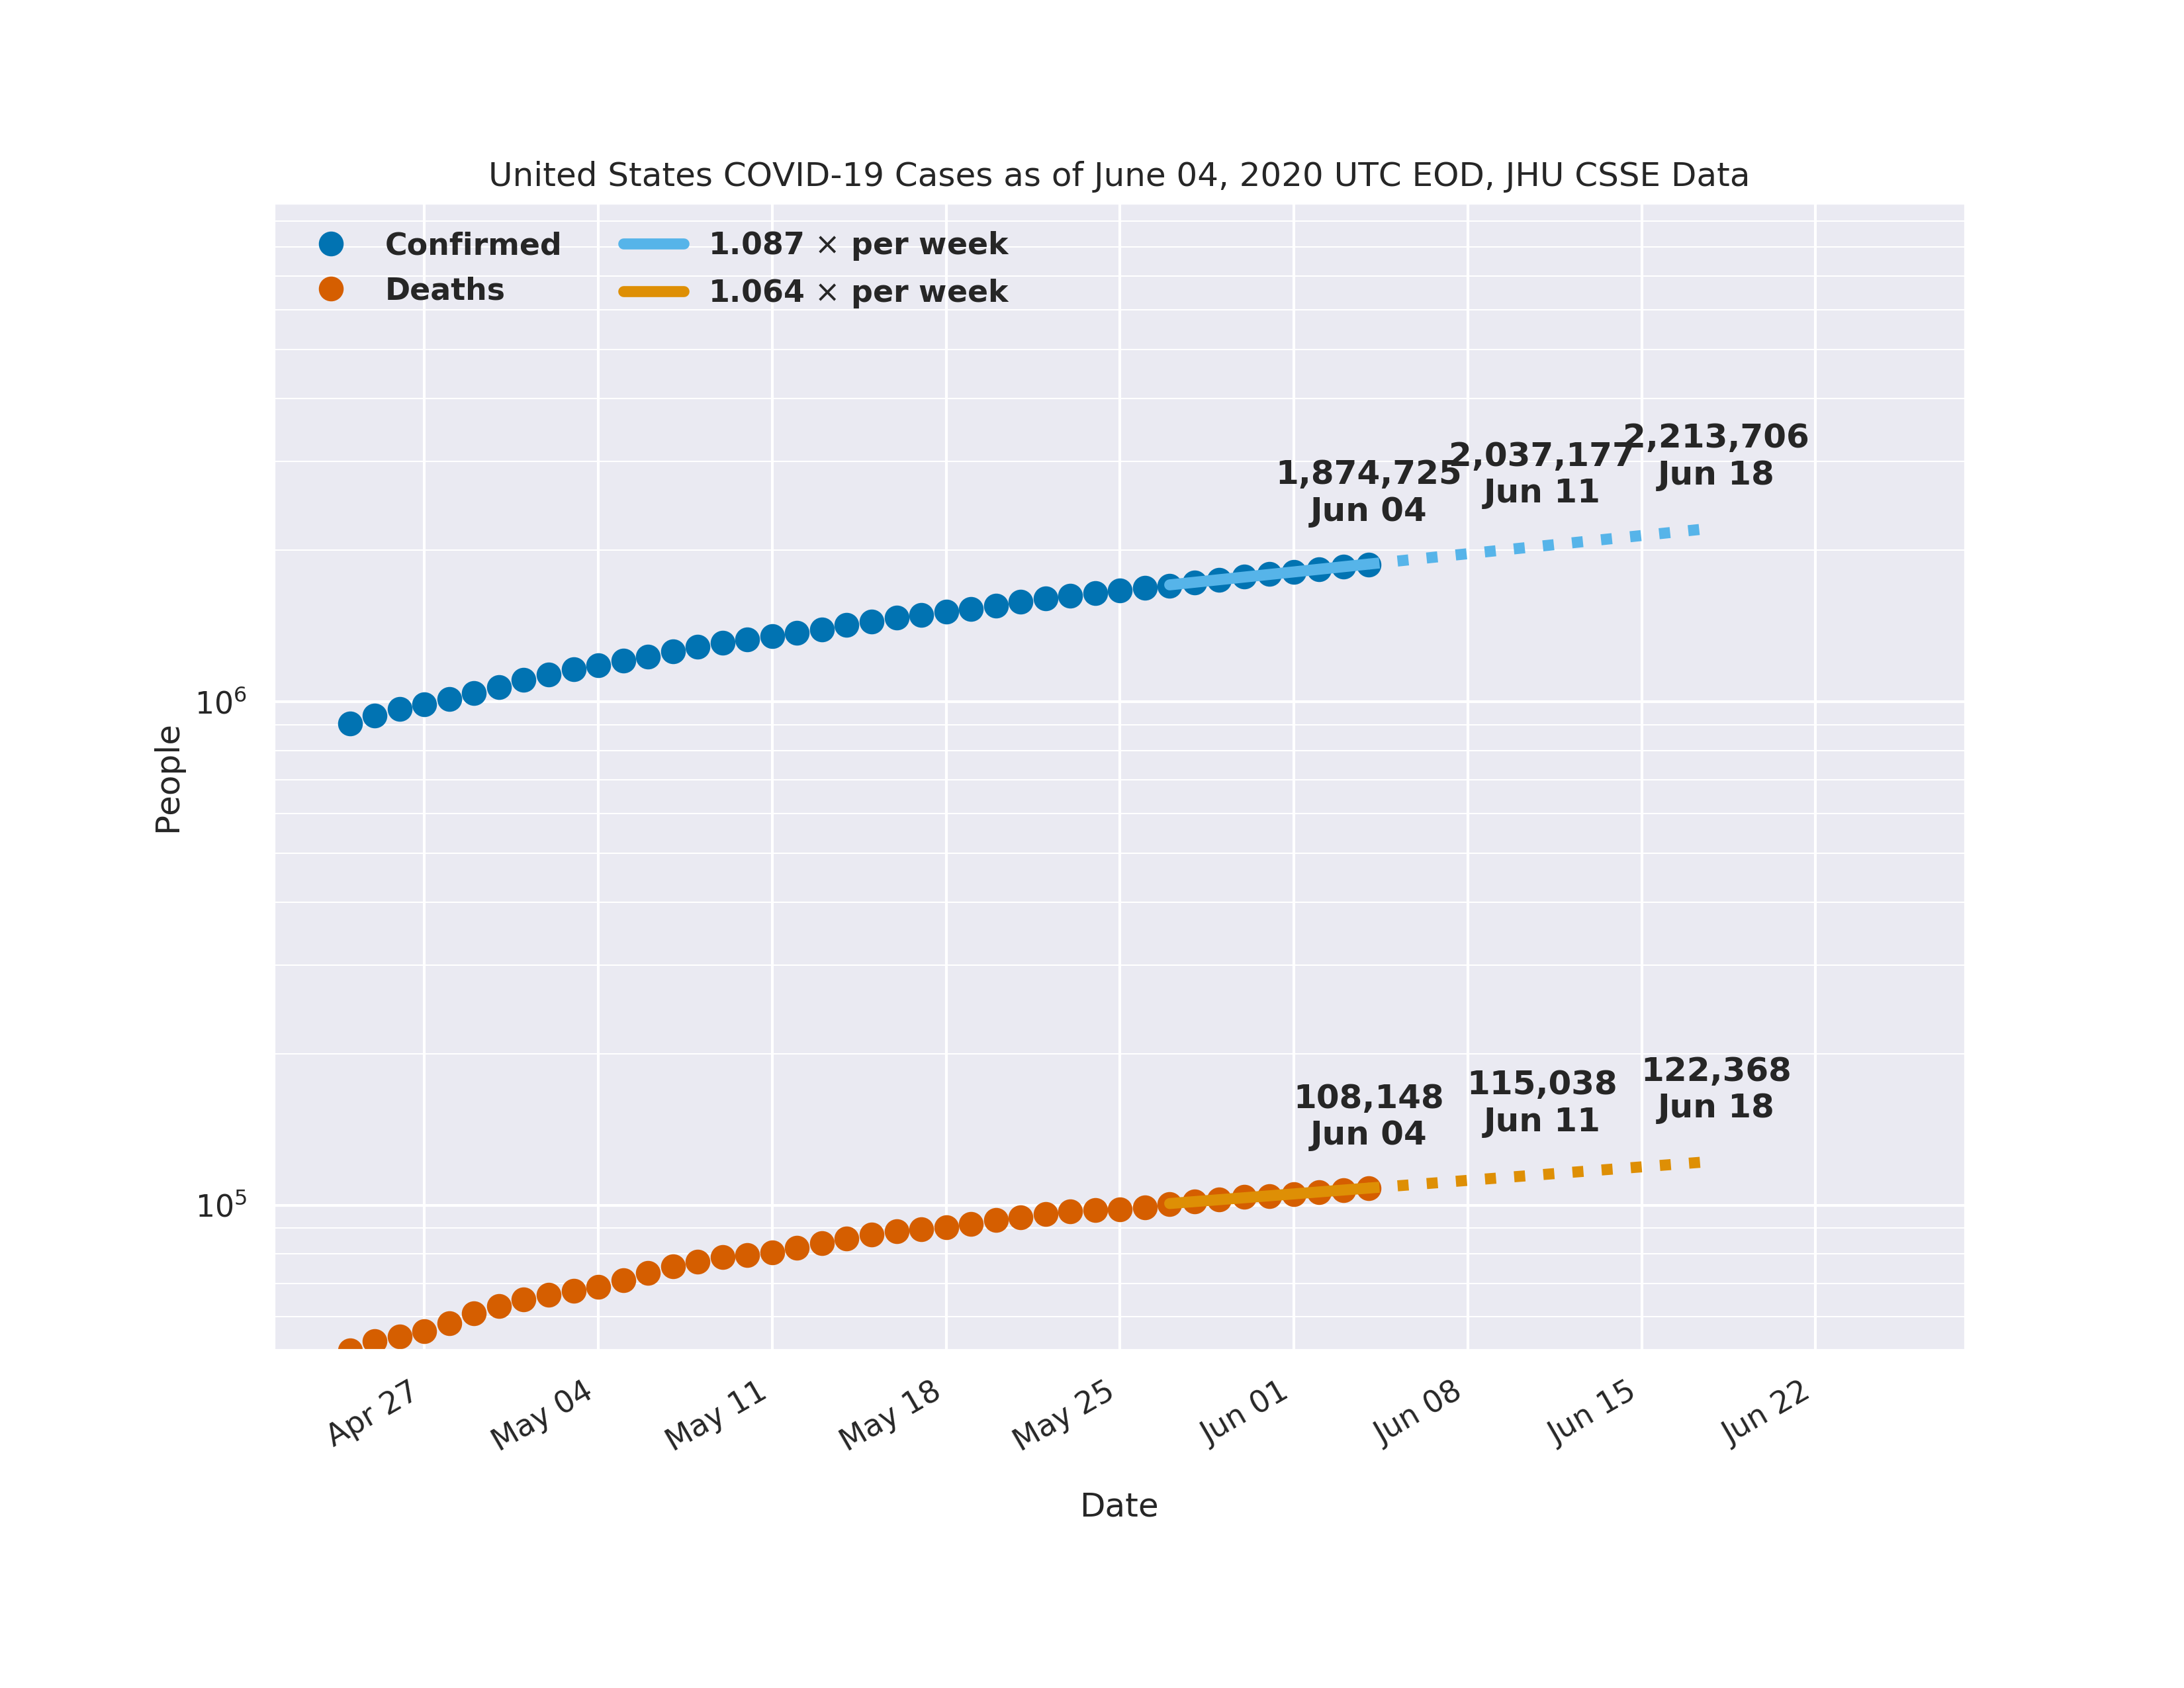 United States COVID-19 Cases as of June 04, 2020 UTC EOD, JHU CSSE Data
Confirmed
Deaths
1.087 × per week
1.064 × per week
1,874,725
Jun 04
2,037,177
Jun 11
2,213,706
Jun 18
108,148
Jun 04
115,038
Jun 11
122,368
Jun 18
People
10⁶
10⁵
Apr 27
May 04
May 11
May 18
May 25
Jun 01
Jun 08
Jun 15
Jun 22
Date